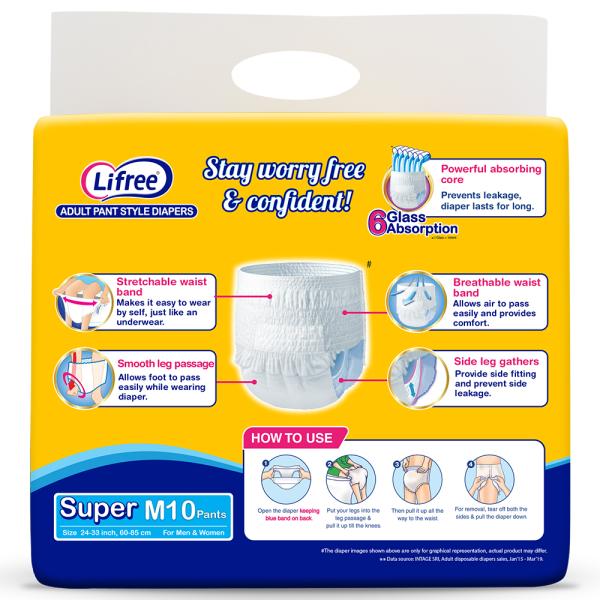 Lifree®
ADULT PANT STYLE DIAPERS
Stay worry free
& confident!
Powerful absorbing
core
Prevents leakage,
diaper lasts for long.
6 Glass
Absorption
#
Stretchable waist
band
Makes it easy to wear
by self, just like an
underwear.
Breathable waist
band
Allows air to pass
easily and provides
comfort.
Smooth leg passage
Allows foot to pass
easily while wearing
diaper.
Side leg gathers
Provide side fitting
and prevent side
leakage.
HOW TO USE
1
Open the diaper keeping
blue band on back.
2
Put your legs into the
leg passage &
pull it up till the knees.
3
Then pull it up all the
way to the waist.
4
For removal, tear off both the
sides & pull the diaper down.
Super M10 Pants
Size 24-33 inch, 60-85 cm For Men & Women
#The diaper images shown above are only for graphical representation, actual product may differ.
** Data source: INTAGE SRI, Adult disposable diapers sales, Jan'15 - Mar'19.